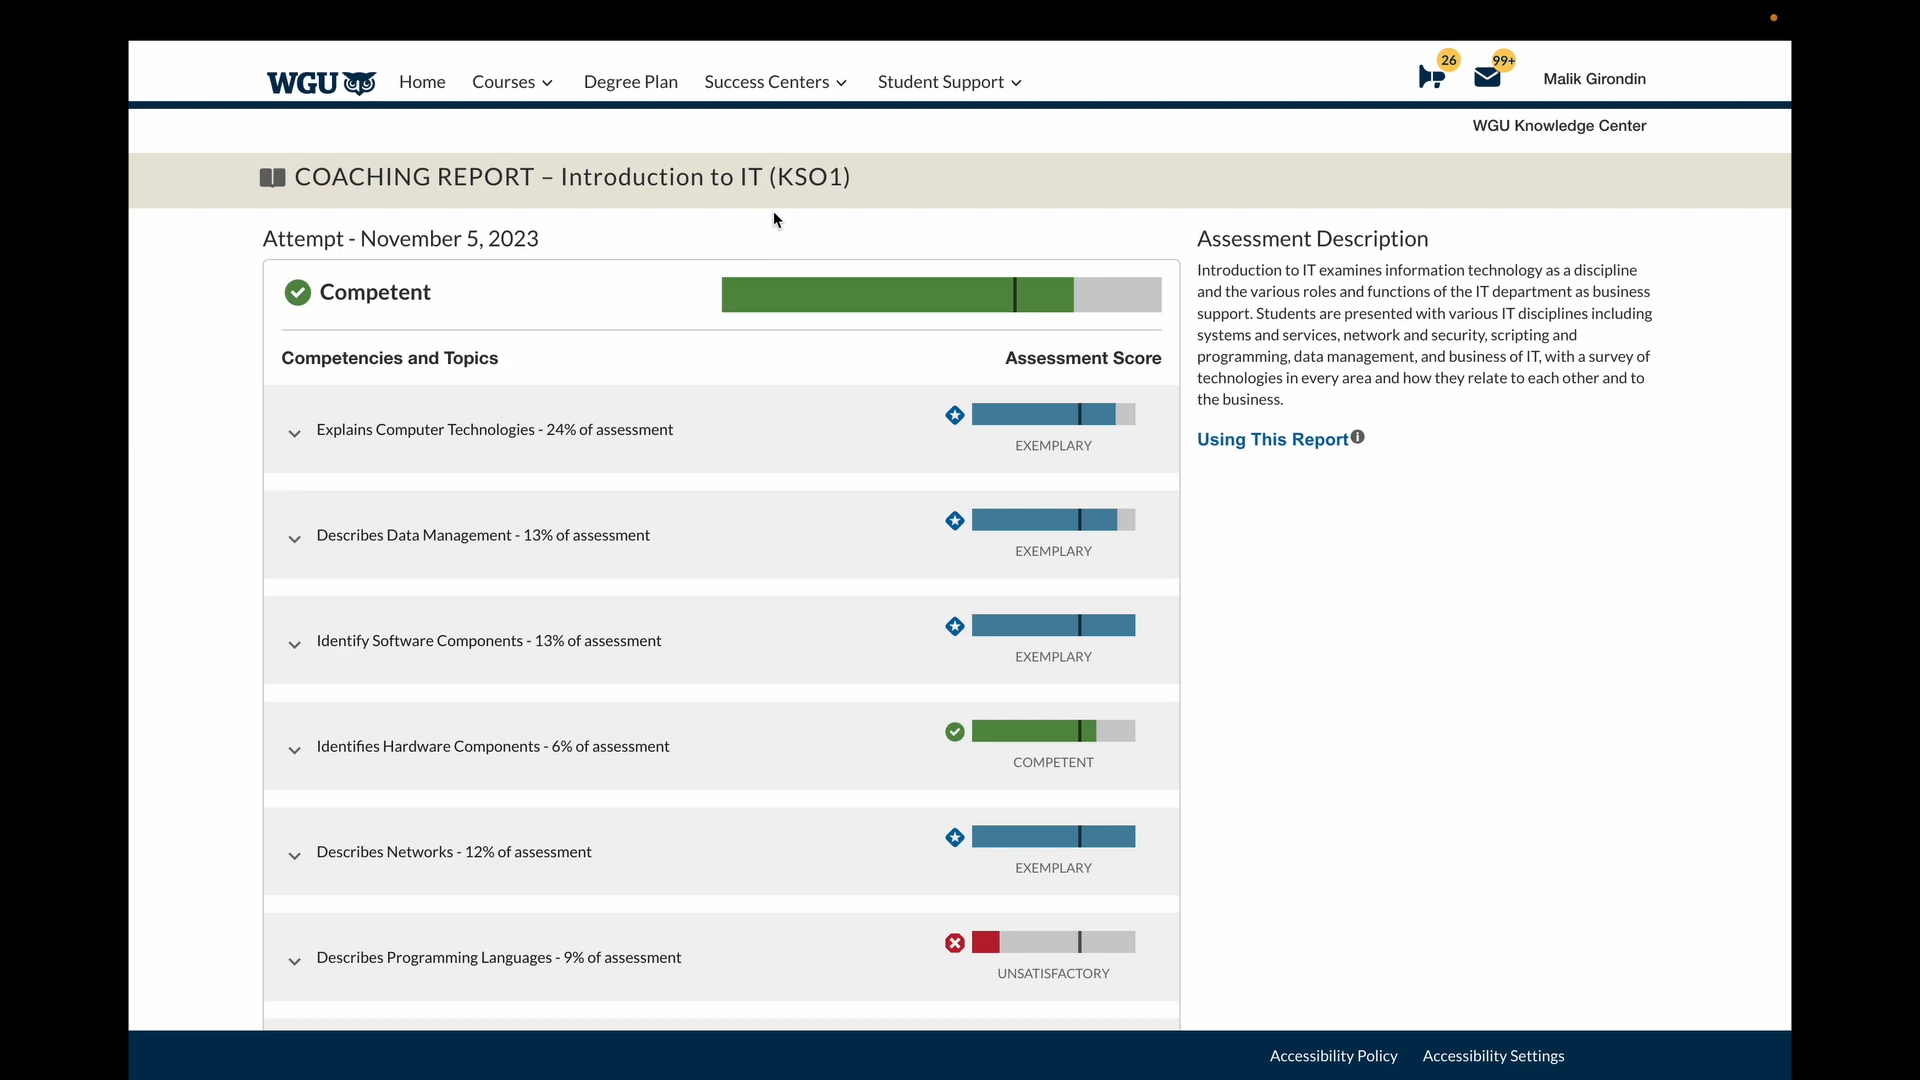 WGU
Home
Courses
Degree Plan
Success Centers
Student Support
26
99+
Malik Girondin
WGU Knowledge Center
COACHING REPORT – Introduction to IT (KSO1)
Attempt - November 5, 2023
Competent
Competencies and Topics
Assessment Score
Explains Computer Technologies - 24% of assessment
EXEMPLARY
Describes Data Management - 13% of assessment
EXEMPLARY
Identify Software Components - 13% of assessment
EXEMPLARY
Identifies Hardware Components - 6% of assessment
COMPETENT
Describes Networks - 12% of assessment
EXEMPLARY
Describes Programming Languages - 9% of assessment
UNSATISFACTORY
Assessment Description
Introduction to IT examines information technology as a discipline
and the various roles and functions of the IT department as business
support. Students are presented with various IT disciplines including
systems and services, network and security, scripting and
programming, data management, and business of IT, with a survey of
technologies in every area and how they relate to each other and to
the business.
Using This Report
Accessibility Policy
Accessibility Settings